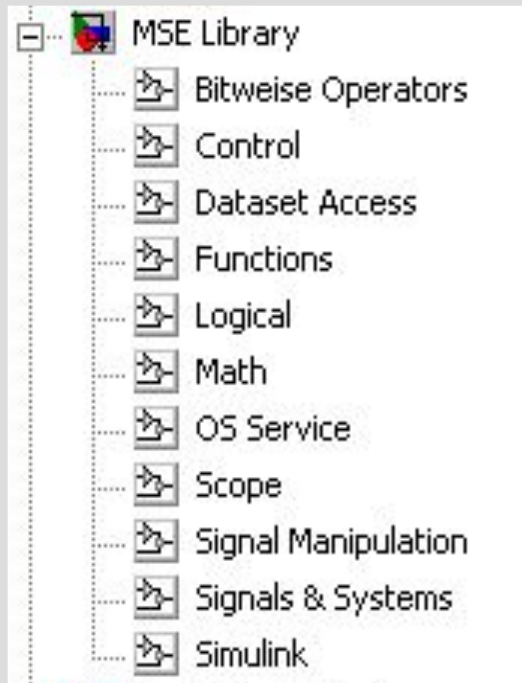 MSE Library
Bitweise Operators
Control
Dataset Access
Functions
Logical
Math
OS Service
Scope
Signal Manipulation
Signals & Systems
Simulink